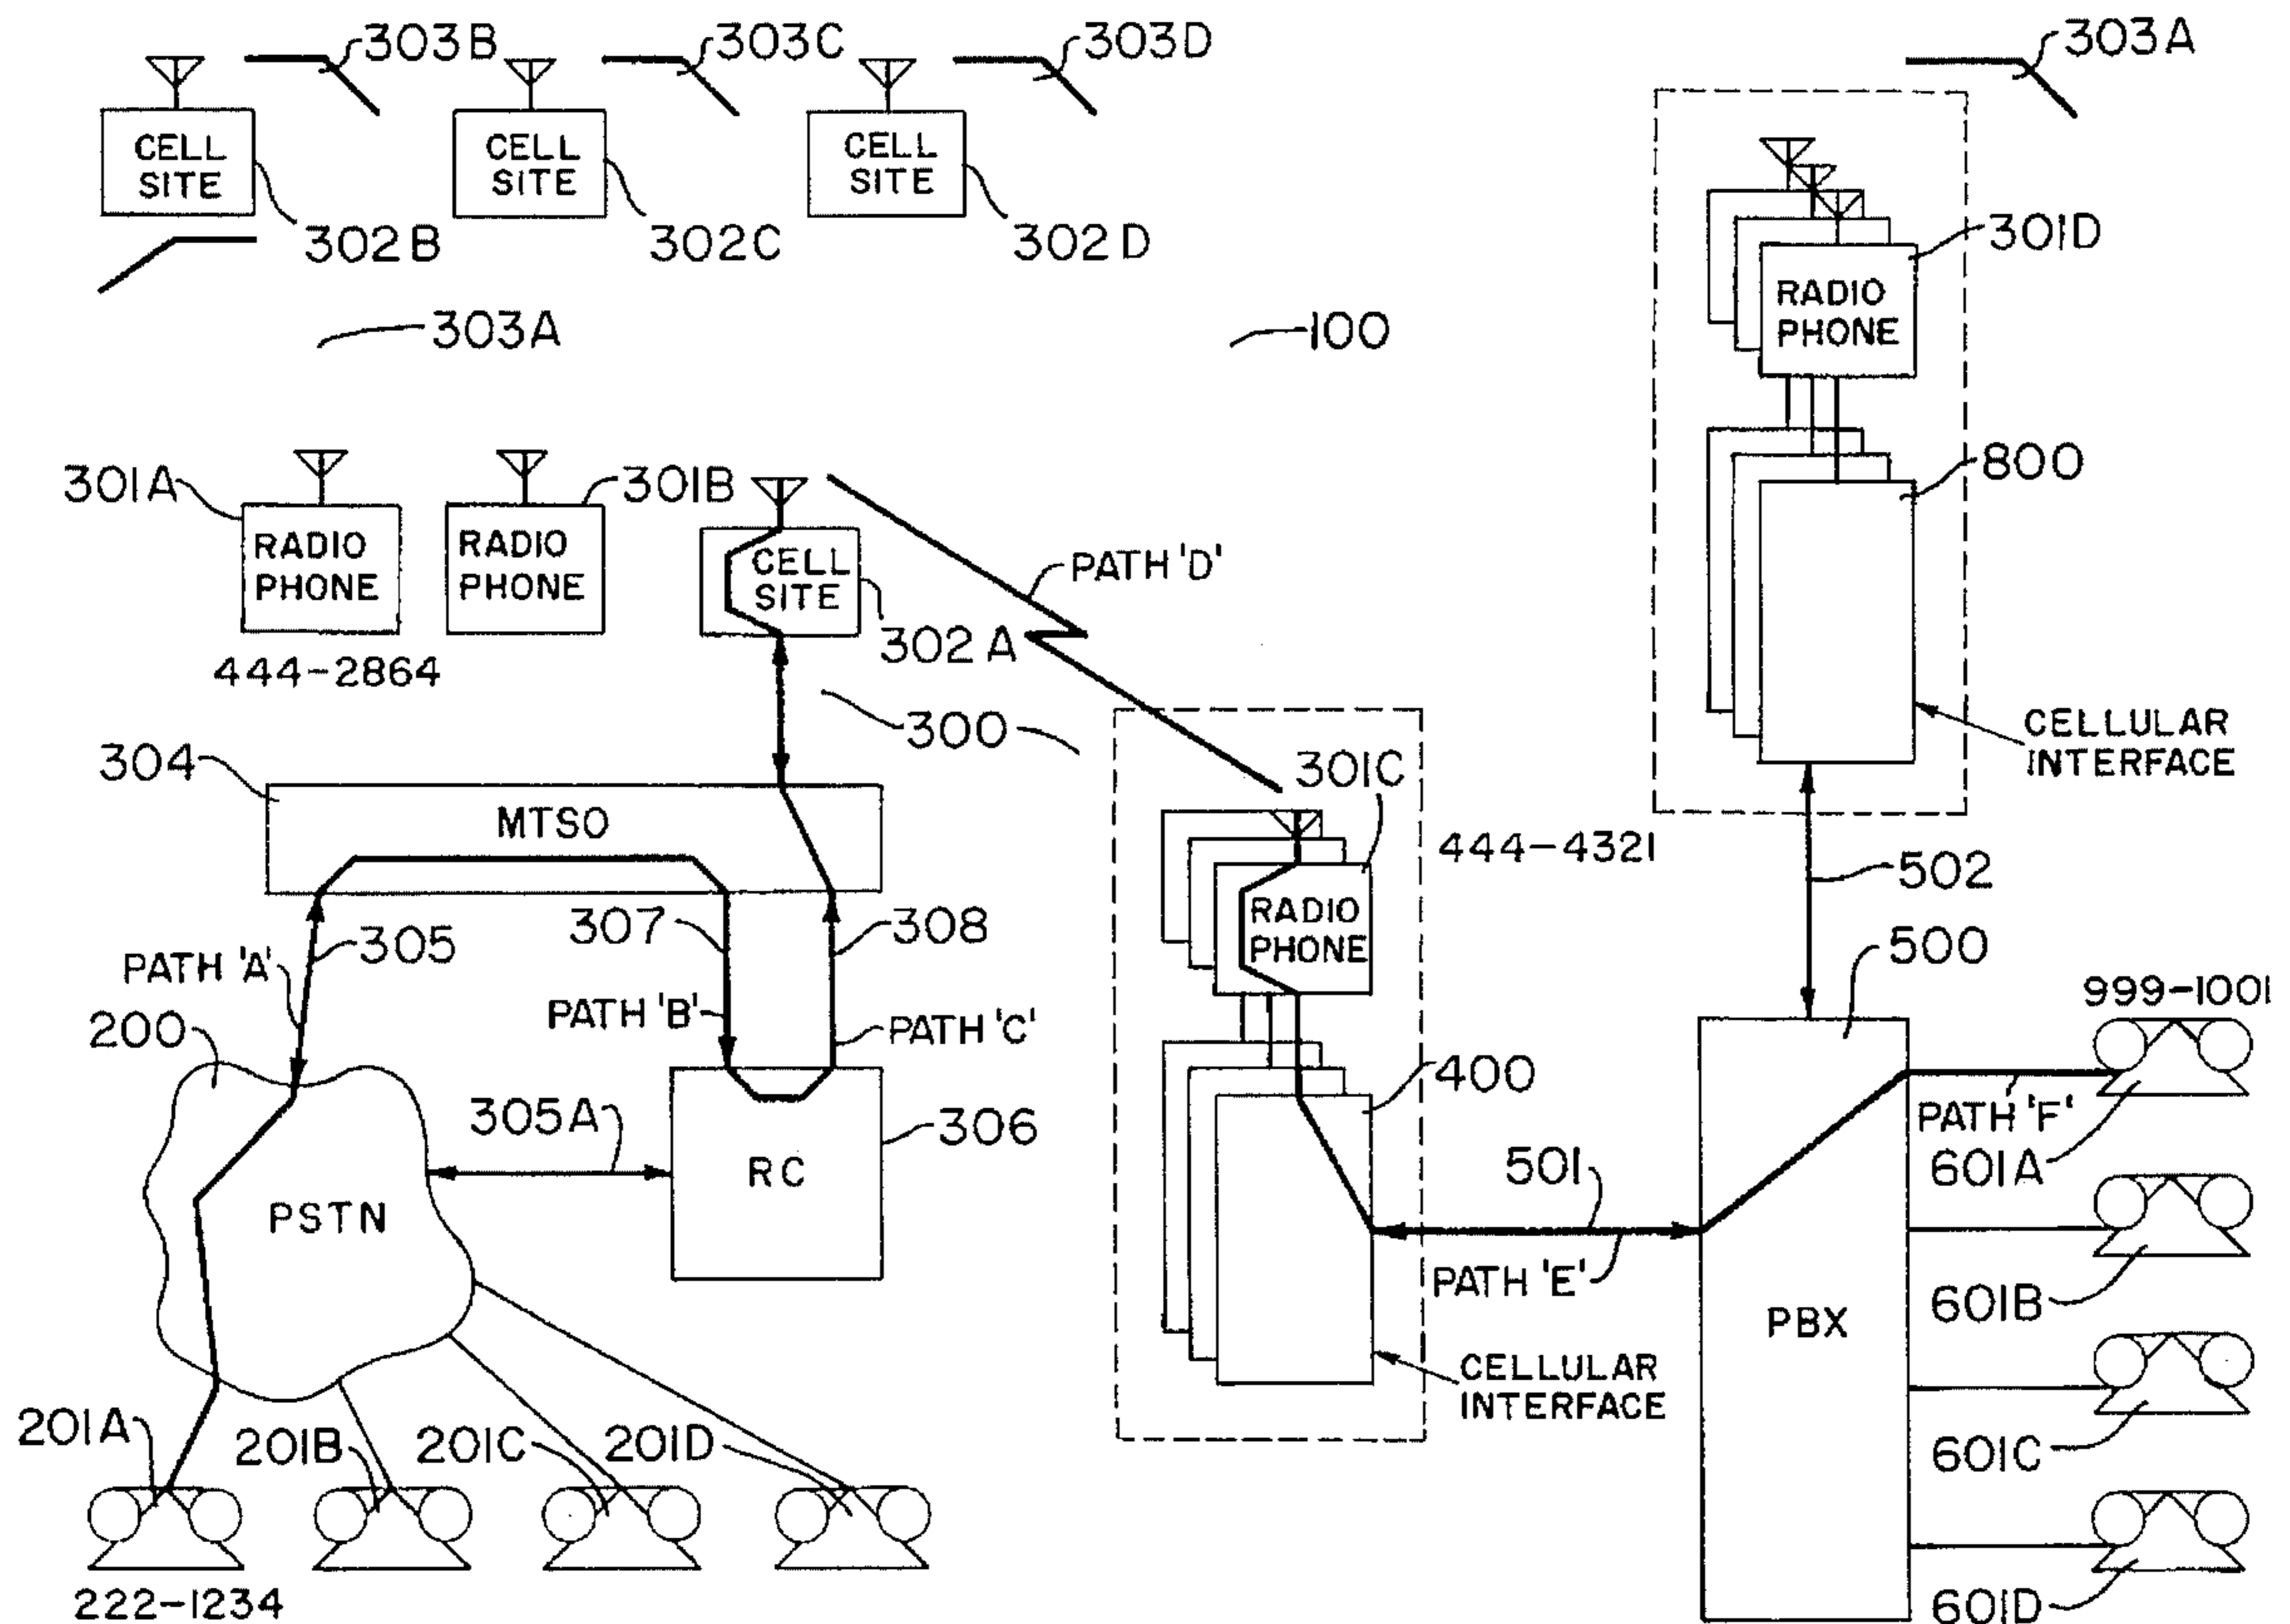 303B
303C
303D
303A
CELL
SITE
CELL
SITE
CELL
SITE
302B
302C
302D
301D
RADIO
PHONE
303A
100
800
301A
301B
RADIO
PHONE
RADIO
PHONE
CELL
SITE
PATH 'D'
302A
444-2864
300
CELLULAR
INTERFACE
304
MTSO
301C
444-4321
502
RADIO
PHONE
307
308
305
PATH 'A'
500
999-1001
PATH 'B'
PATH 'C'
200
400
305A
306
PATH 'F'
601A
RC
501
PSTN
PATH 'E'
601B
PBX
CELLULAR
INTERFACE
201A
201B
201C
201D
601C
222-1234
601D